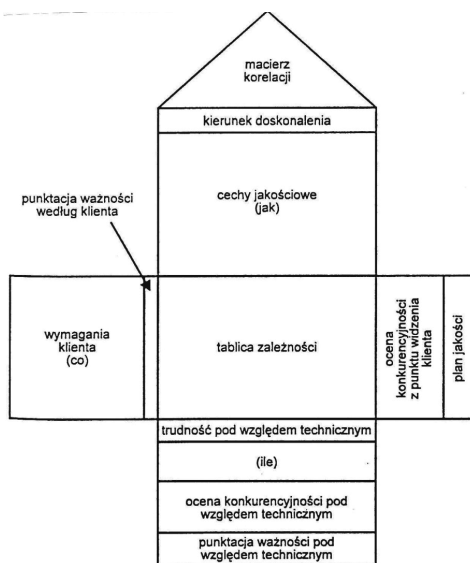 macierz
korelacji
kierunek doskonalenia
cechy jakościowe
(jak)
punktacja ważności
według klienta
wymagania
klienta
(co)
tablica zależności
ocena
konkurencyjności
z punktu widzenia
klienta
plan jakości
trudność pod względem technicznym
(ile)
ocena konkurencyjności pod
względem technicznym
punktacja ważności pod
względem technicznym